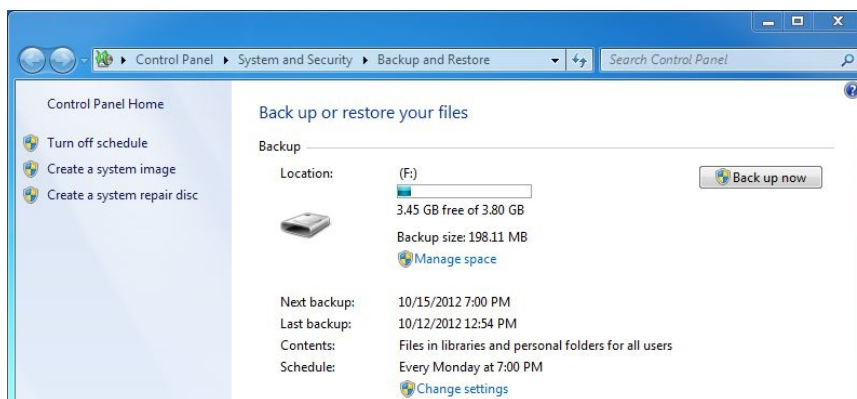 Control Panel ▸ System and Security ▸ Backup and Restore
Search Control Panel
Control Panel Home
Turn off schedule
Create a system image
Create a system repair disc
Back up or restore your files
Backup
Location: (F:)
Back up now
3.45 GB free of 3.80 GB
Backup size: 198.11 MB
Manage space
Next backup: 10/15/2012 7:00 PM
Last backup: 10/12/2012 12:54 PM
Contents: Files in libraries and personal folders for all users
Schedule: Every Monday at 7:00 PM
Change settings